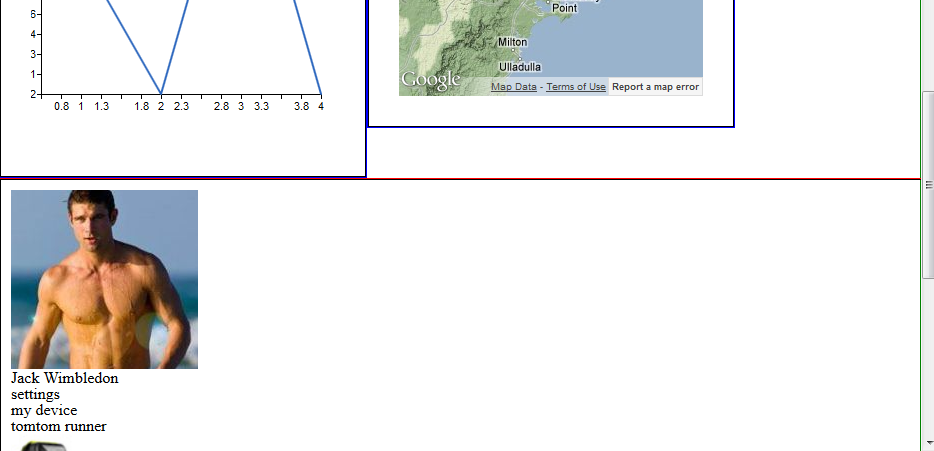 6
4
3
1
2
0.8 1 1.3 1.8 2 2.3 2.8 3 3.3 3.8 4
Point
Milton
Ulladulla
Google
Map Data - Terms of Use Report a map error
Jack Wimbledon
settings
my device
tomtom runner